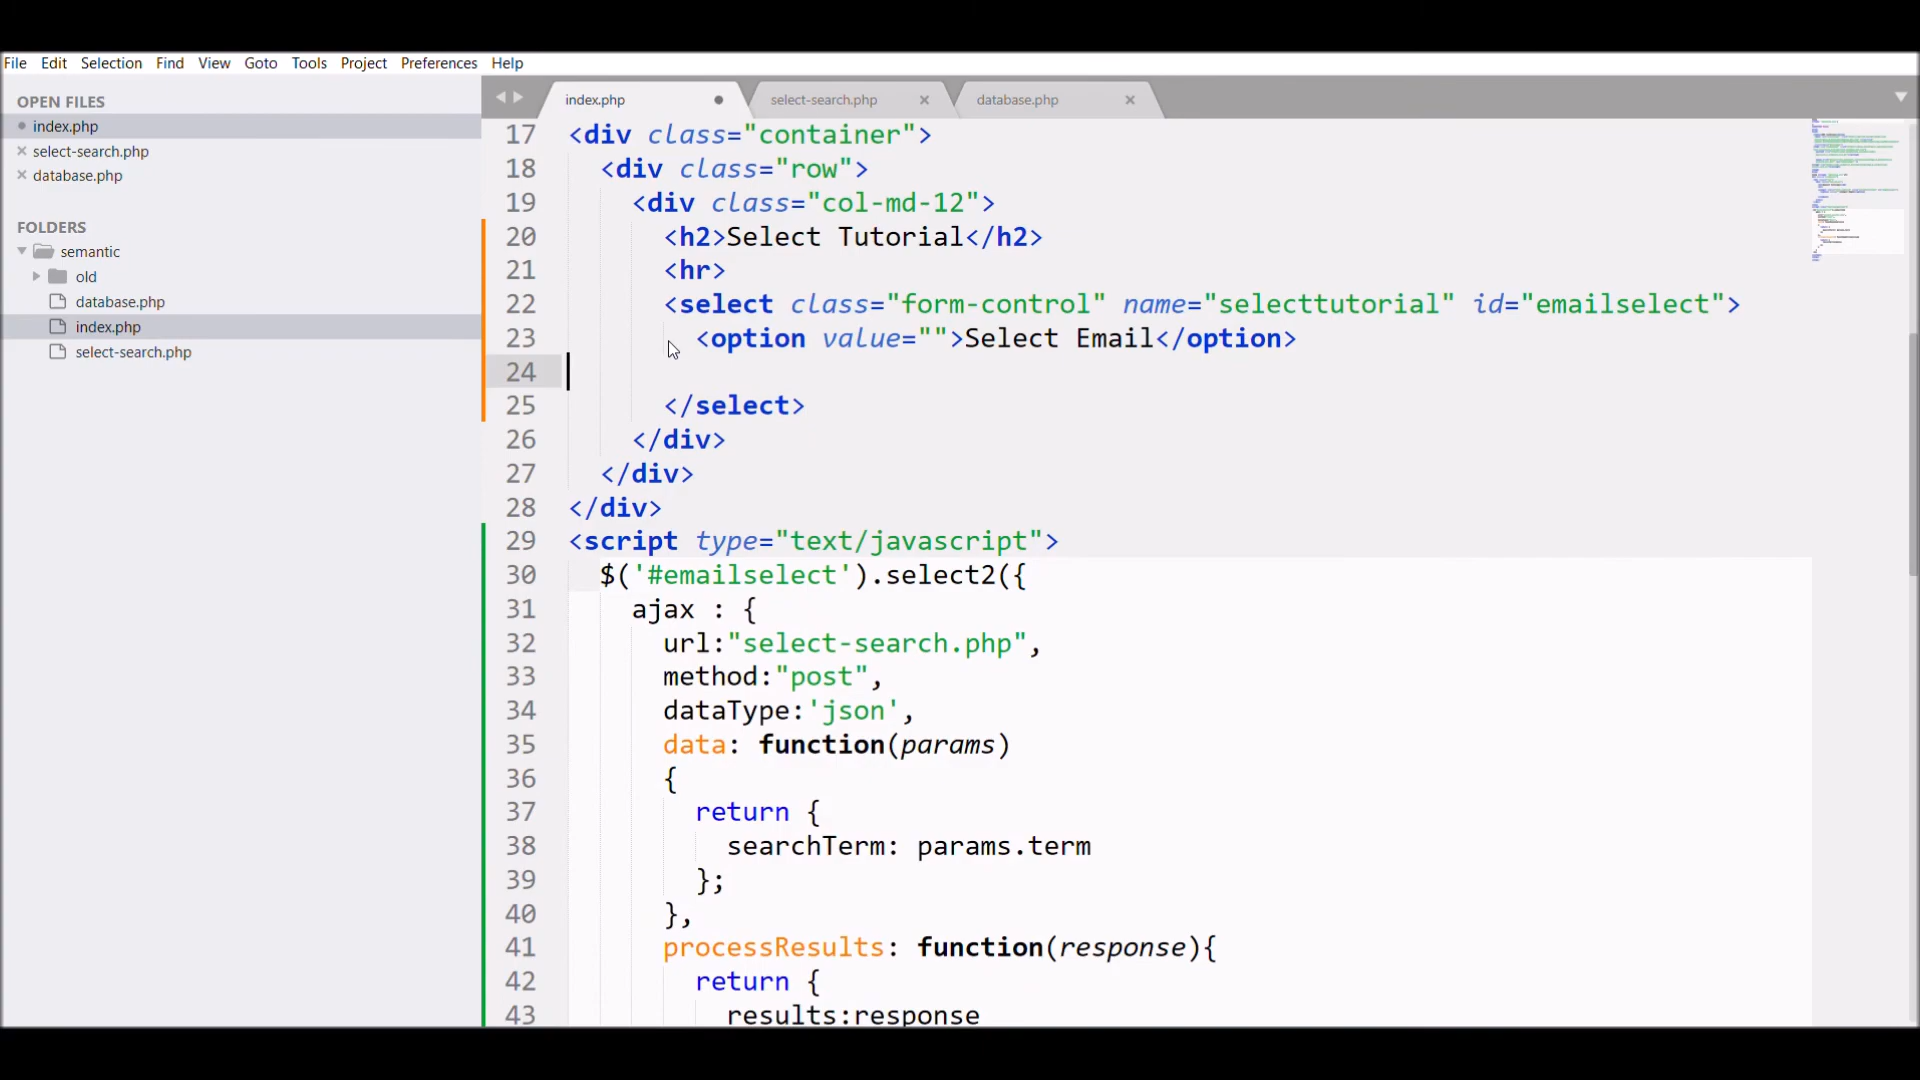 File Edit Selection Find View Goto Tools Project Preferences Help
OPEN FILES
index.php
select-search.php
database.php
FOLDERS
semantic
old
database.php
index.php
select-search.php
index.php select-search.php database.php
17 <div class="container">
18 <div class="row">
19 <div class="col-md-12">
20 <h2>Select Tutorial</h2>
21 <hr>
22 <select class="form-control" name="selecttutorial" id="emailselect">
23 <option value="">Select Email</option>
24
25 </select>
26 </div>
27 </div>
28 </div>
29 <script type="text/javascript">
30 $('#emailselect').select2({
31 ajax : {
32 url:"select-search.php",
33 method:"post",
34 dataType:'json',
35 data: function(params)
36 {
37 return {
38 searchTerm: params.term
39 };
40 },
41 processResults: function(response){
42 return {
43 results:response